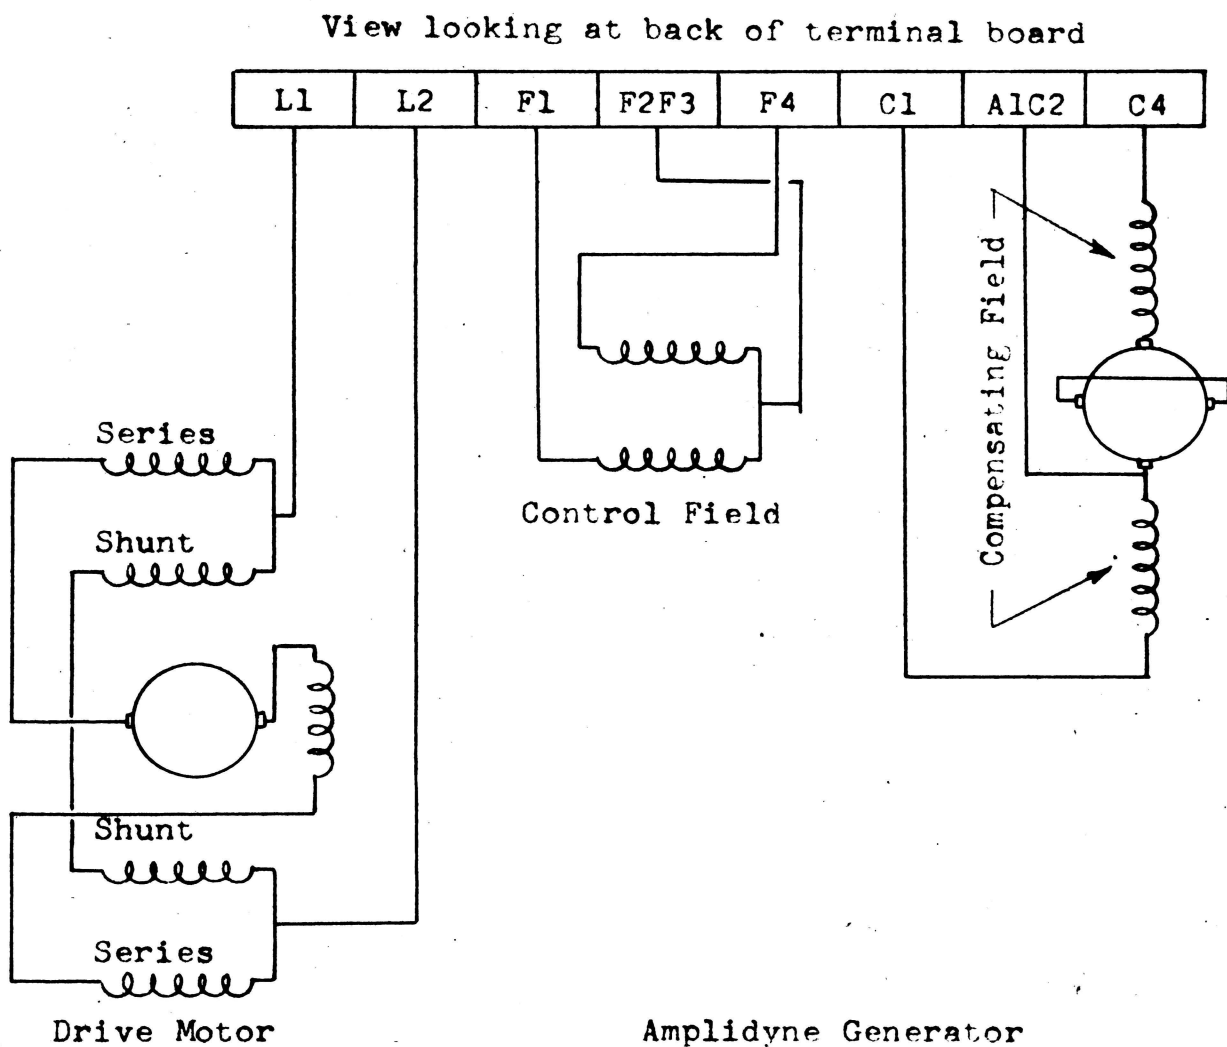 View looking at back of terminal board
L1 L2 F1 F2F3 F4 C1 A1C2 C4
Compensating Field
Series
Control Field
Shunt
Shunt
Series
Drive Motor
Amplidyne Generator